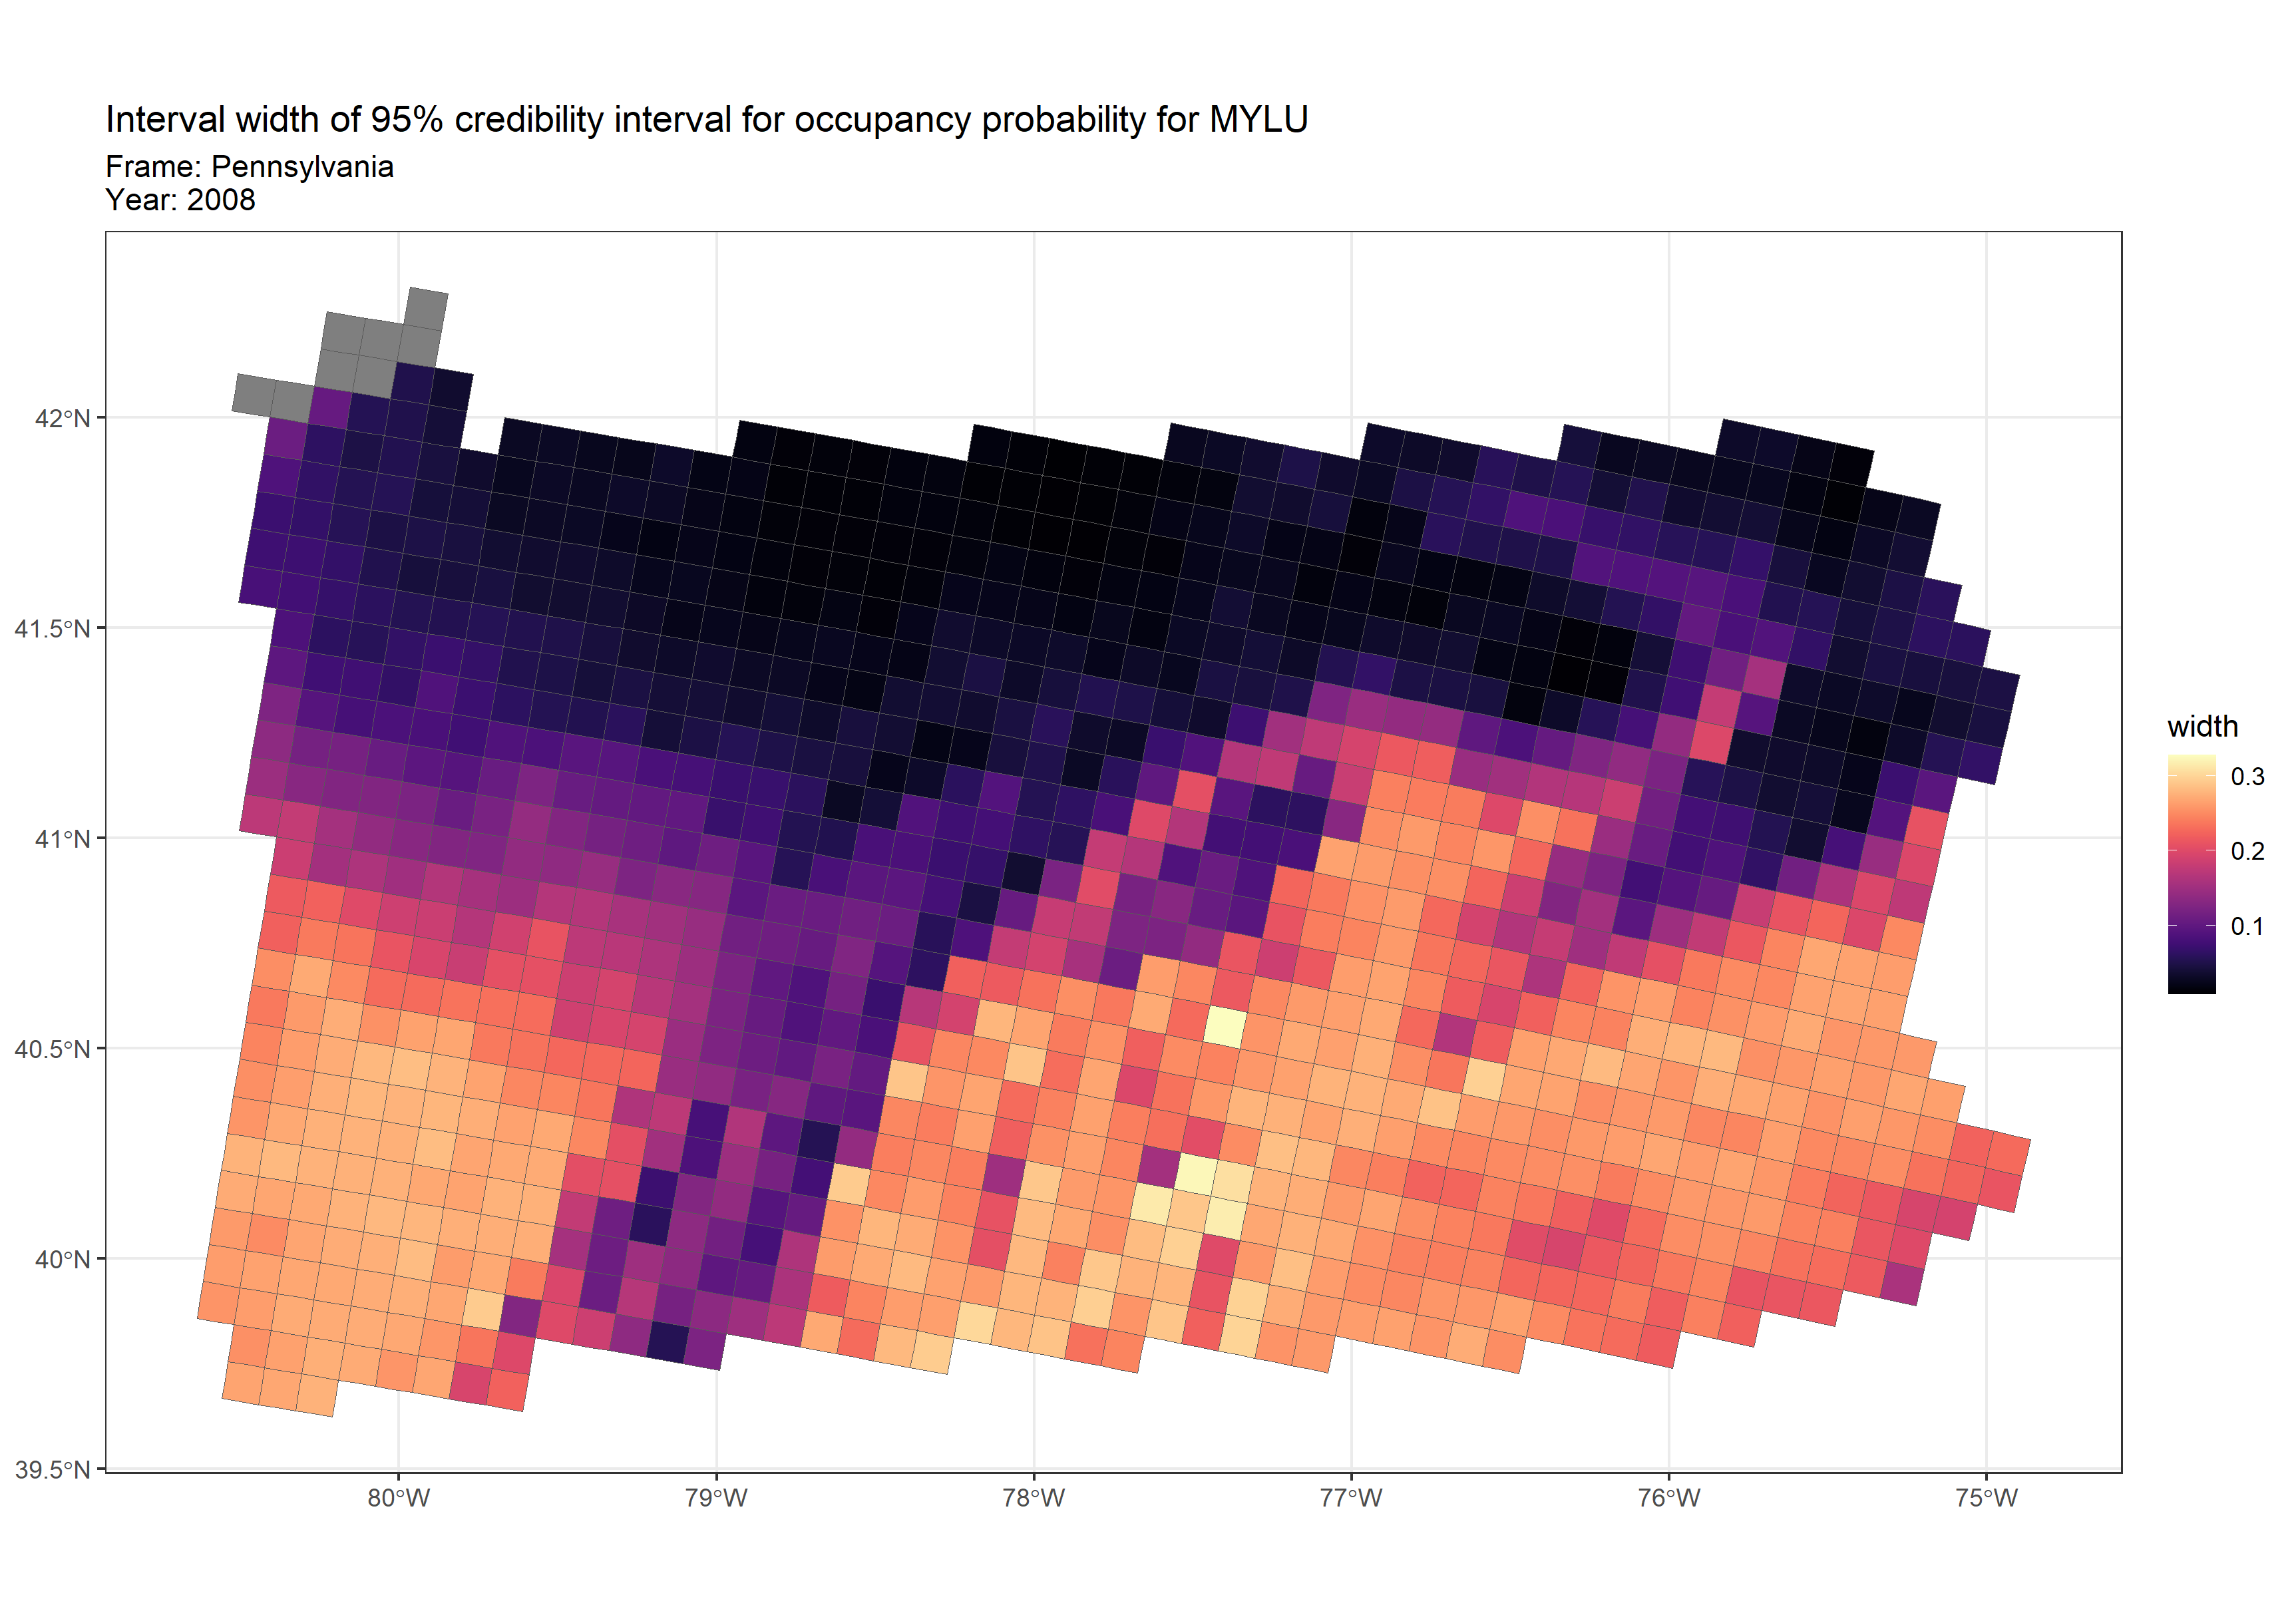 Interval width of 95% credibility interval for occupancy probability for MYLU
Frame: Pennsylvania
Year: 2008
42°N
41.5°N
41°N
40.5°N
40°N
39.5°N
80°W
79°W
78°W
77°W
76°W
75°W
width
0.3
0.2
0.1